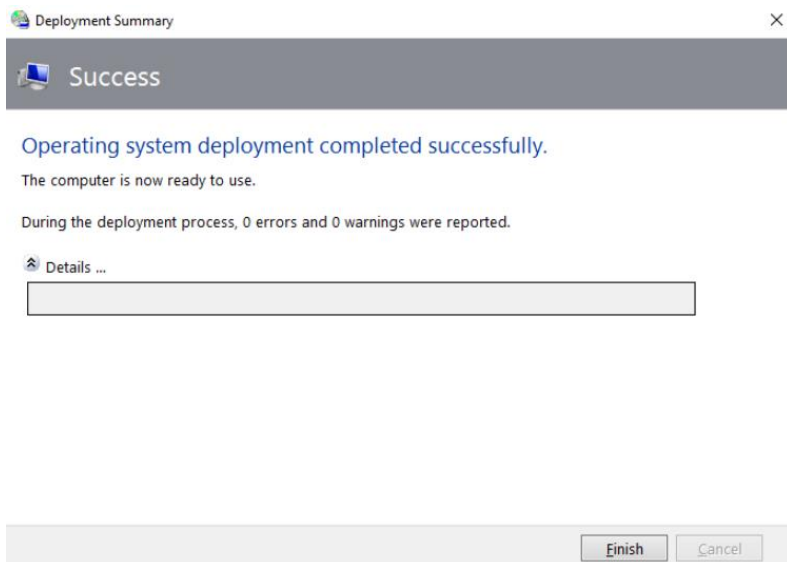 Deployment Summary
Success
Operating system deployment completed successfully.
The computer is now ready to use.
During the deployment process, 0 errors and 0 warnings were reported.
Details ...
Finish Cancel